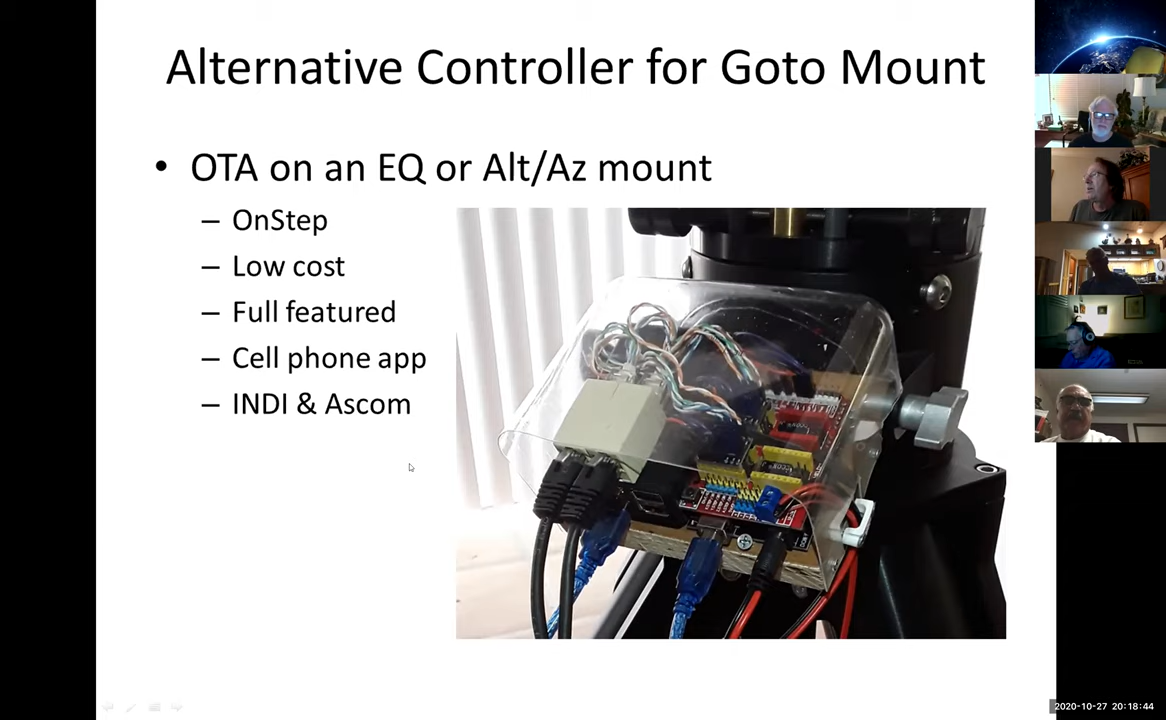 Alternative Controller for Goto Mount
• OTA on an EQ or Alt/Az mount
– OnStep
– Low cost
– Full featured
– Cell phone app
– INDI & Ascom
2020-10-27 20:18:44